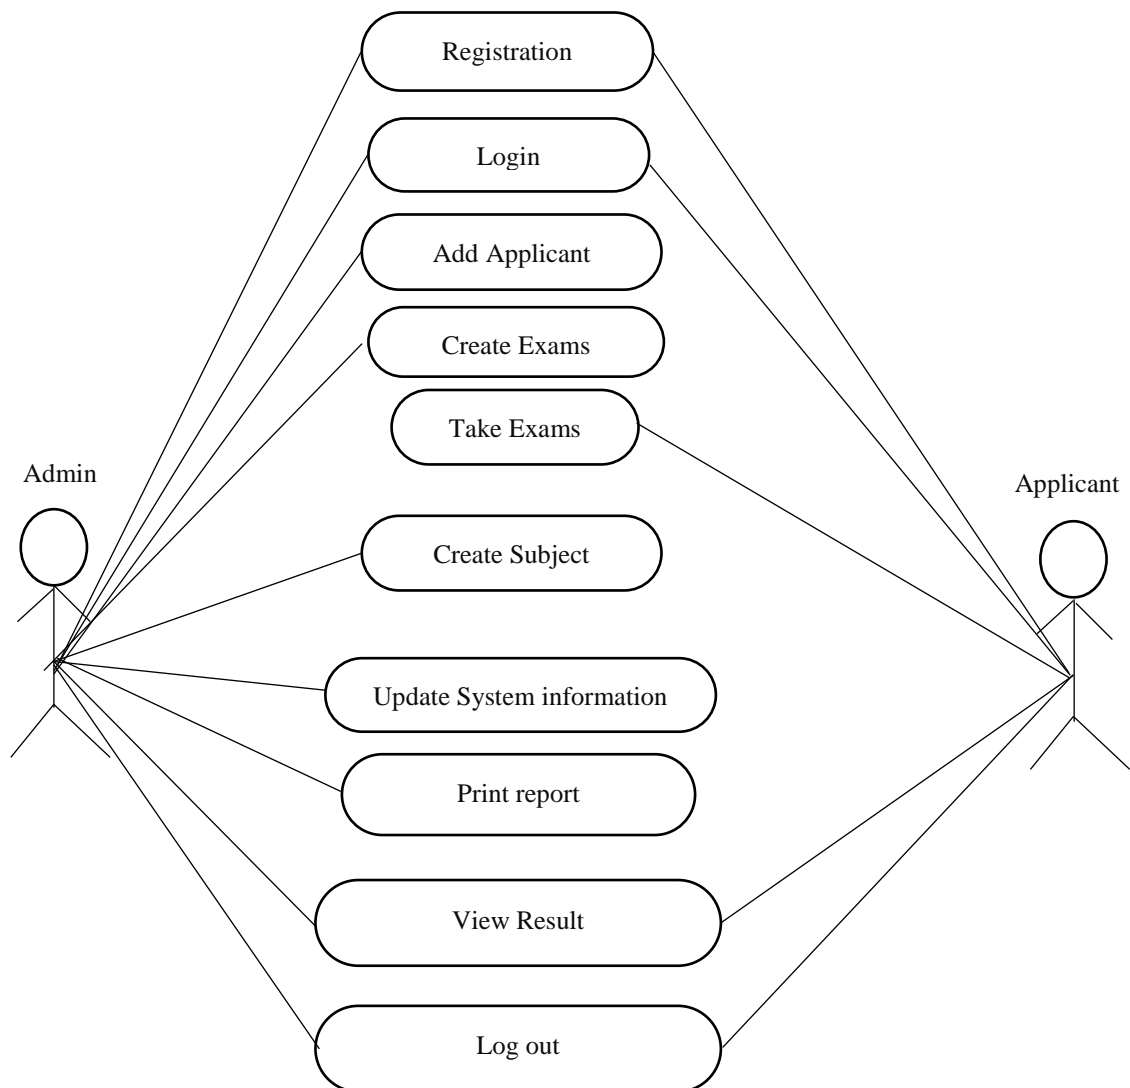 Registration
Login
Add Applicant
Create Exams
Take Exams
Admin
Applicant
Create Subject
Update System information
Print report
View Result
Log out